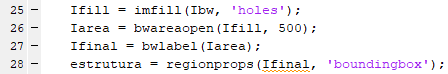 25 - Ifill = imfill(Ibw, 'holes');
26 - Iarea = bwareaopen(Ifill, 500);
27 - Ifinal = bwlabel(Iarea);
28 - estrutura = regionprops(Ifinal, 'boundingbox');